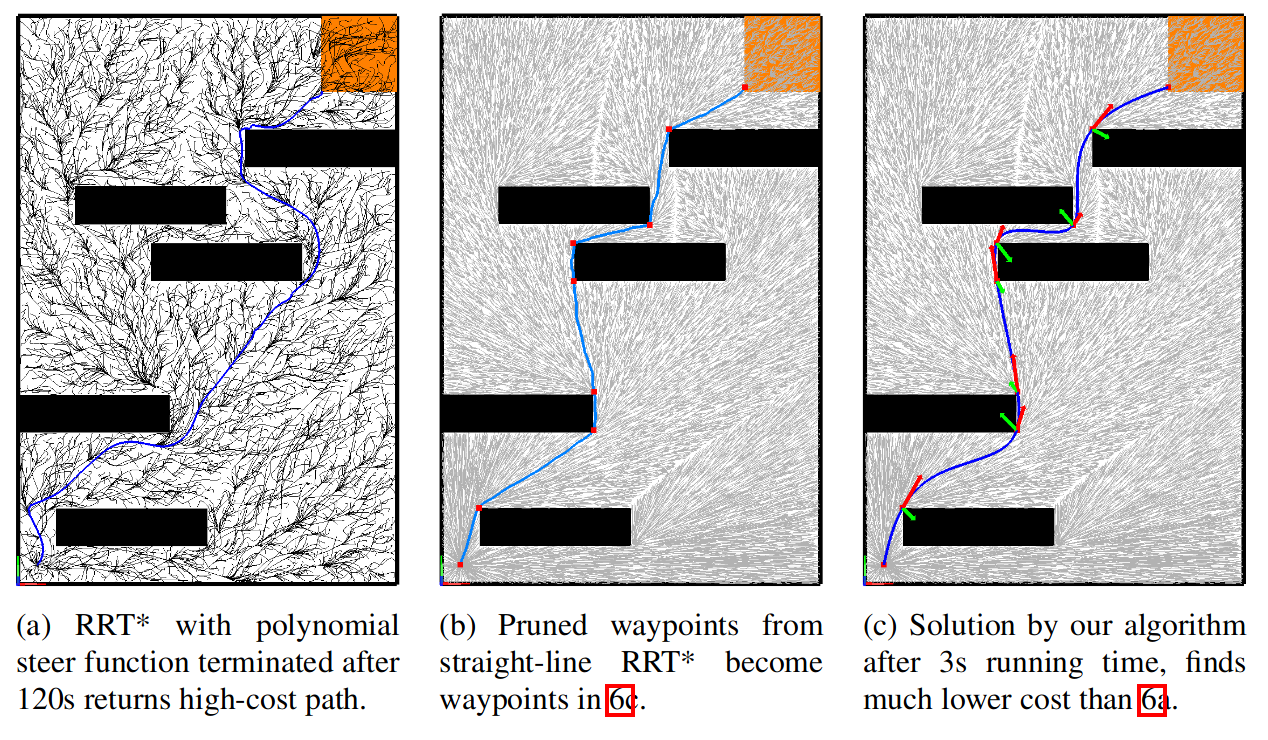 (a) RRT* with polynomial
steer function terminated after
120s returns high-cost path.
(b) Pruned waypoints from
straight-line RRT* become
waypoints in 6c.
(c) Solution by our algorithm
after 3s running time, finds
much lower cost than 6a.